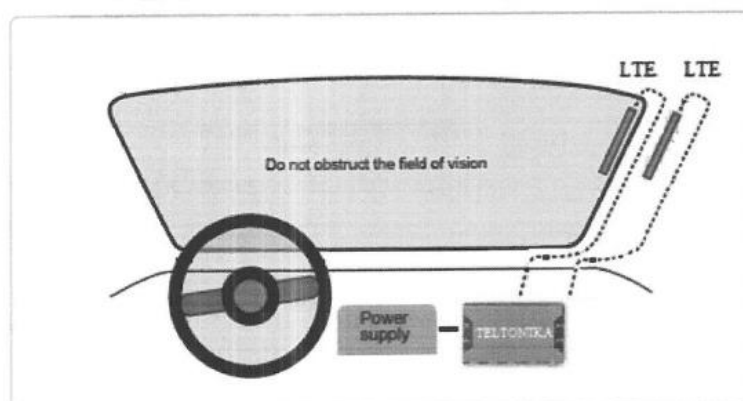 LTE LTE
Do not obstruct the field of vision
Power
supply
TELTONIKA